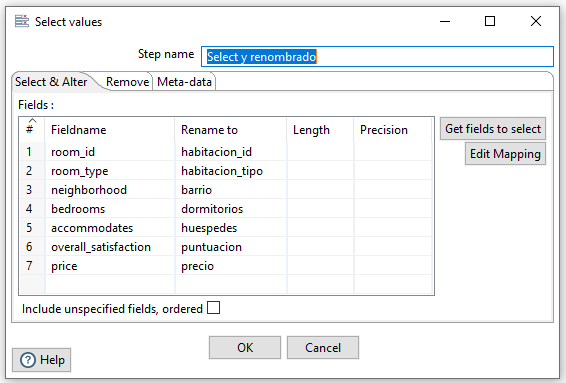 Select values
Step name Select y renombrado
Select & Alter Remove Meta-data
Fields :
# Fieldname Rename to Length Precision
1 room_id habitacion_id
2 room_type habitacion_tipo
3 neighborhood barrio
4 bedrooms dormitorios
5 accommodates huespedes
6 overall_satisfaction puntuacion
7 price precio
Get fields to select
Edit Mapping
Include unspecified fields, ordered
OK Cancel
Help